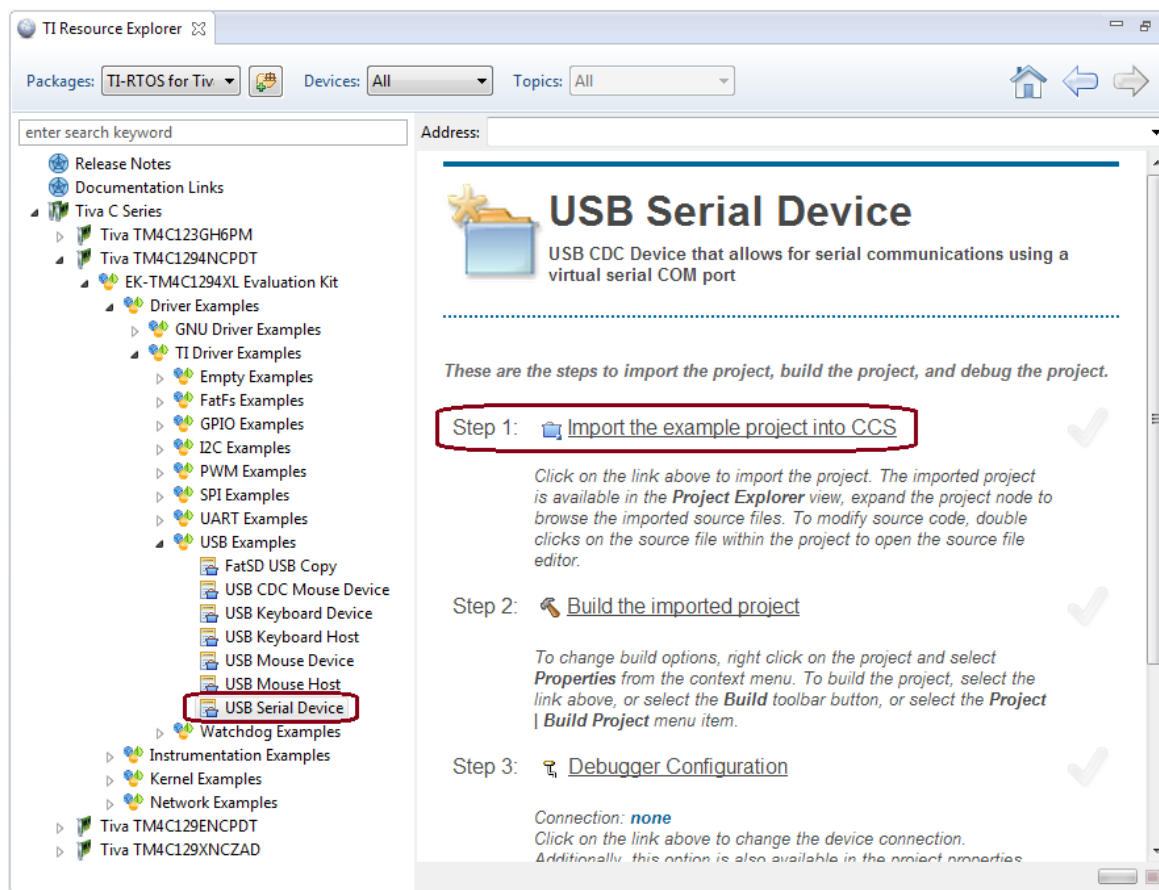 TI Resource Explorer
Packages: TI-RTOS for Tiv Devices: All Topics: All
enter search keyword
Address:
Release Notes
Documentation Links
Tiva C Series
Tiva TM4C123GH6PM
Tiva TM4C1294NCPDT
EK-TM4C1294XL Evaluation Kit
Driver Examples
GNU Driver Examples
TI Driver Examples
Empty Examples
FatFs Examples
GPIO Examples
I2C Examples
PWM Examples
SPI Examples
UART Examples
USB Examples
FatSD USB Copy
USB CDC Mouse Device
USB Keyboard Device
USB Keyboard Host
USB Mouse Device
USB Mouse Host
USB Serial Device
Watchdog Examples
Instrumentation Examples
Kernel Examples
Network Examples
Tiva TM4C129ENCPDT
Tiva TM4C129XNCZAD
USB Serial Device
USB CDC Device that allows for serial communications using a
virtual serial COM port
These are the steps to import the project, build the project, and debug the project.
Step 1: Import the example project into CCS
Click on the link above to import the project. The imported project
is available in the Project Explorer view, expand the project node to
browse the imported source files. To modify source code, double
clicks on the source file within the project to open the source file
editor.
Step 2: Build the imported project
To change build options, right click on the project and select
Properties from the context menu. To build the project, select the
link above, or select the Build toolbar button, or select the Project
| Build Project menu item.
Step 3: Debugger Configuration
Connection: none
Click on the link above to change the device connection.
Additionally, this option is also available in the project properties